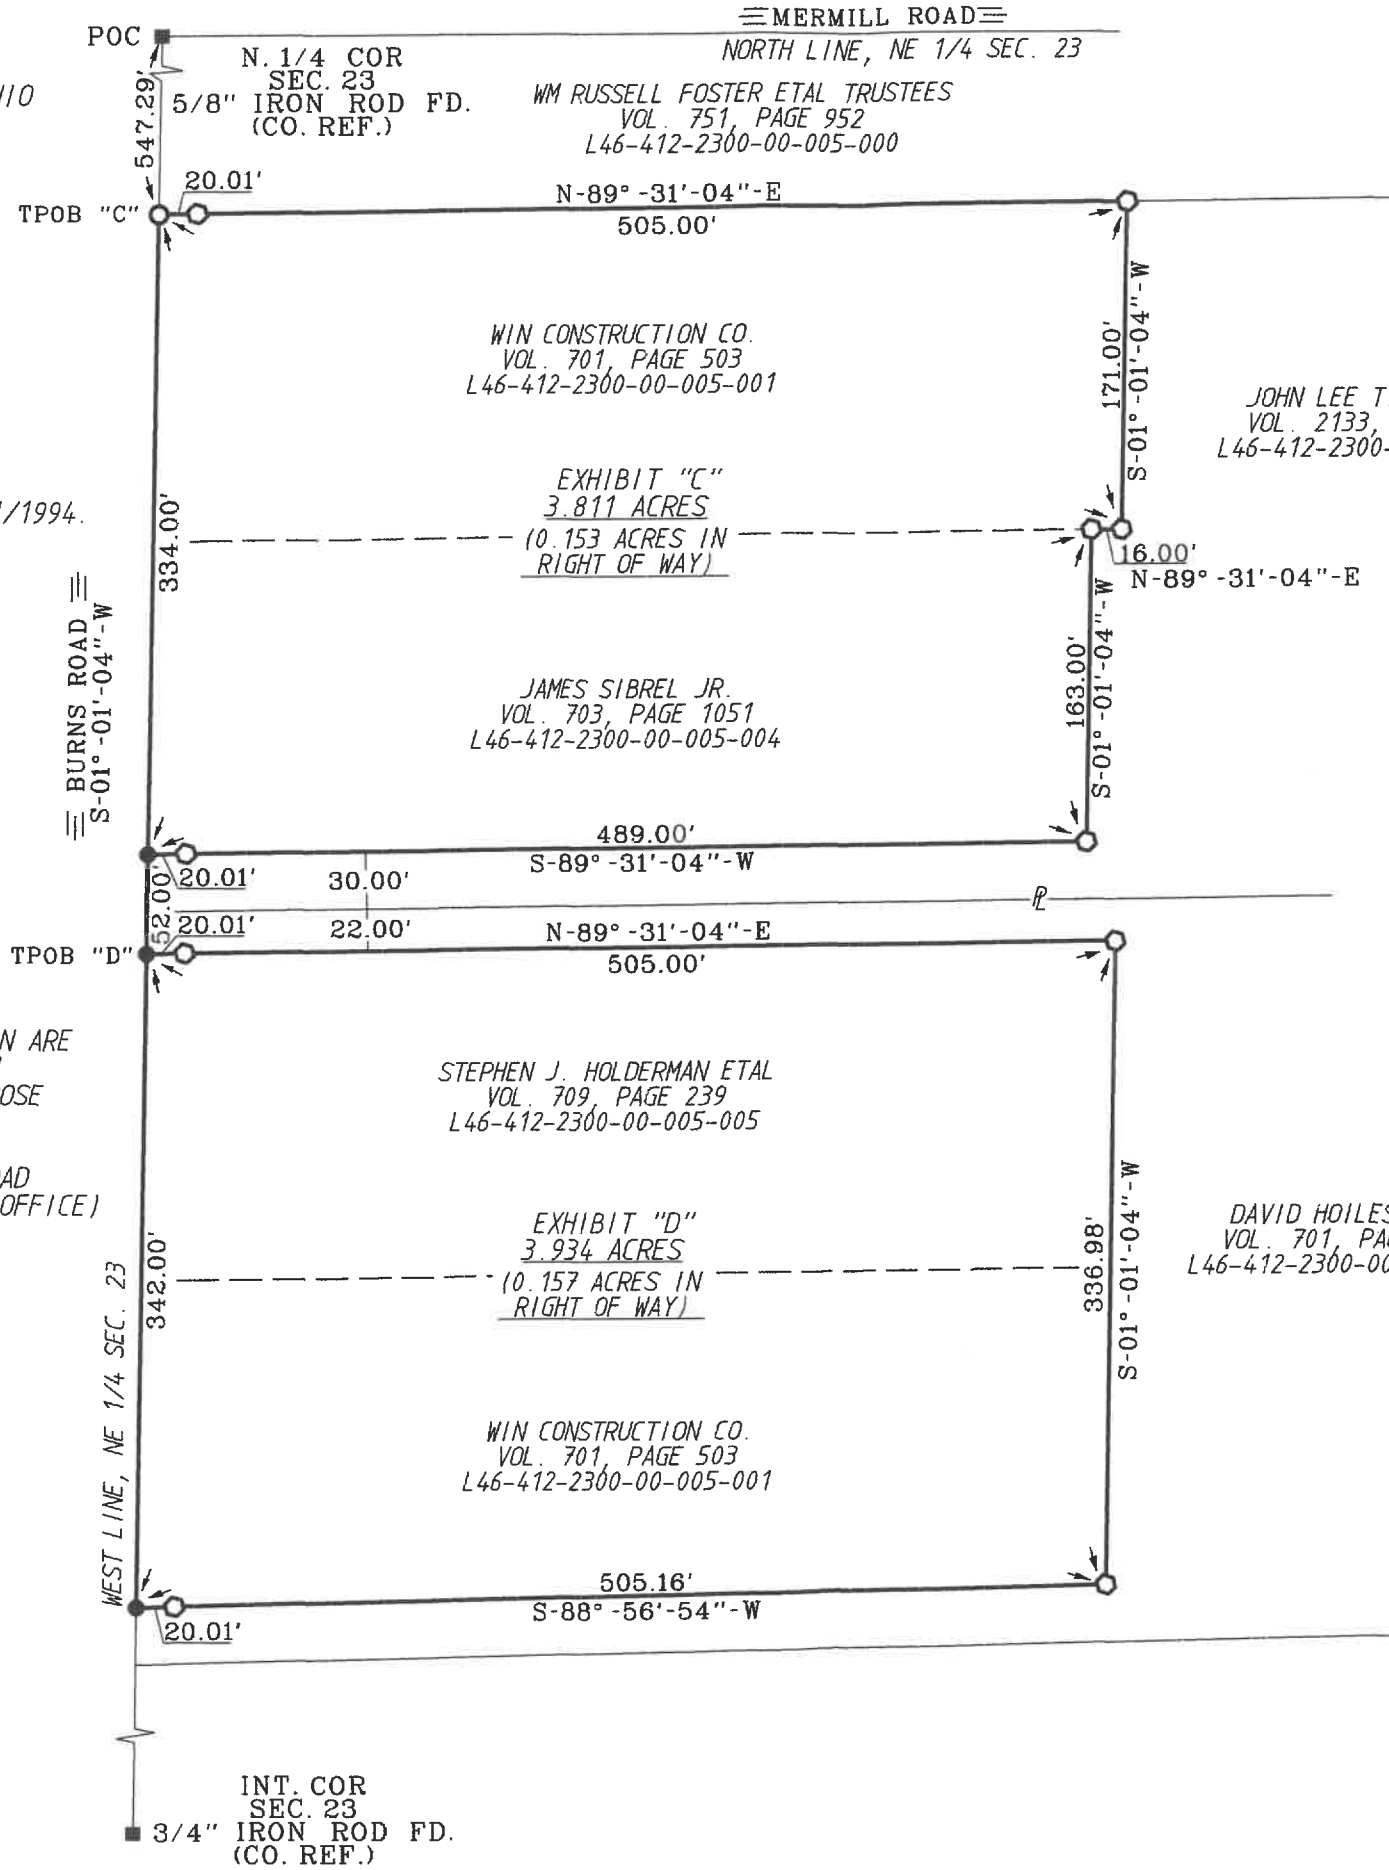 ≡MERMILL ROAD≡
NORTH LINE, NE 1/4 SEC. 23
POC
N. 1/4 COR
SEC. 23
5/8" IRON ROD FD.
(CO. REF.)
547.29'
WM RUSSELL FOSTER ETAL TRUSTEES
VOL. 751, PAGE 952
L46-412-2300-00-005-000
20.01'
TPOB "C"
N-89°-31'-04"-E
505.00'
171.00'
S-01°-01'-04"-W
WIN CONSTRUCTION CO.
VOL. 701, PAGE 503
L46-412-2300-00-005-001
JOHN LEE T
VOL. 2133,
L46-412-2300-
/1994.
EXHIBIT "C"
3.811 ACRES
(0.153 ACRES IN
RIGHT OF WAY)
334.00'
16.00'
N-89°-31'-04"-E
≡ BURNS ROAD ≡
S-01°-01'-04"-W
163.00'
S-01°-01'-04"-W
JAMES SIBREL JR.
VOL. 703, PAGE 1051
L46-412-2300-00-005-004
489.00'
S-89°-31'-04"-W
20.01'
30.00'
52.00'
PL
20.01'
22.00'
TPOB "D"
N-89°-31'-04"-E
505.00'
N ARE
OSE
AD
OFFICE)
STEPHEN J. HOLDERMAN ETAL
VOL. 709, PAGE 239
L46-412-2300-00-005-005
EXHIBIT "D"
3.934 ACRES
(0.157 ACRES IN
RIGHT OF WAY)
342.00'
336.98'
S-01°-01'-04"-W
DAVID HOILES
VOL. 701, PA
L46-412-2300-00
WEST LINE, NE 1/4 SEC. 23
WIN CONSTRUCTION CO.
VOL. 701, PAGE 503
L46-412-2300-00-005-001
505.16'
S-88°-56'-54"-W
20.01'
INT. COR
SEC. 23
3/4" IRON ROD FD.
(CO. REF.)